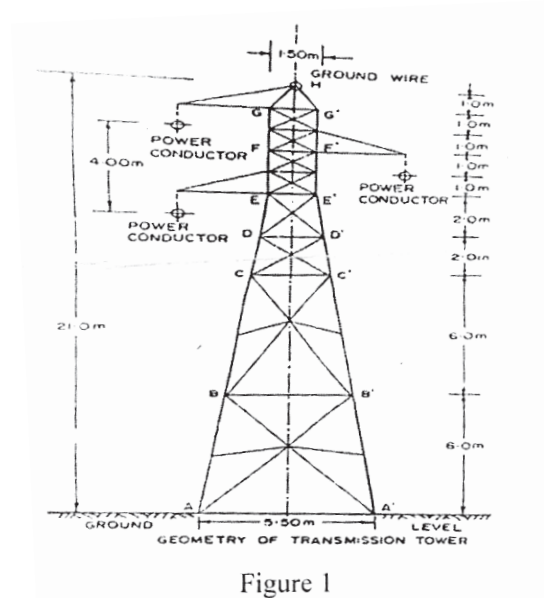 1·50m
GROUND WIRE
H
G
G'
1·0m
1·0m
1·0m
1·0m
1·0m
POWER
CONDUCTOR
F
F'
4·00m
POWER
CONDUCTOR
E
E'
POWER
CONDUCTOR
2·0m
D
D'
2·0m
C
C'
21·0m
6·0m
B
B'
6·0m
A
A'
GROUND
5·50m
LEVEL
GEOMETRY OF TRANSMISSION TOWER
Figure 1